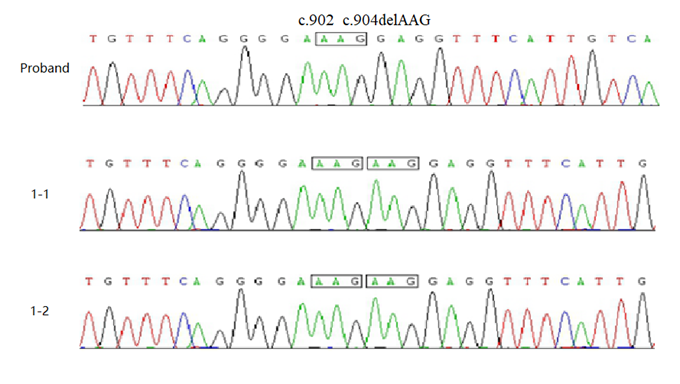 c.902 c.904delAAG
T G T T T C A G G G G A A A G G A G G T T T C A T T G T C A
Proband
T G T T T C A G G G G A A A G A A G G A G G T T T C A T T G
1-1
T G T T T C A G G G G A A A G A A G G A G G T T T C A T T G
1-2